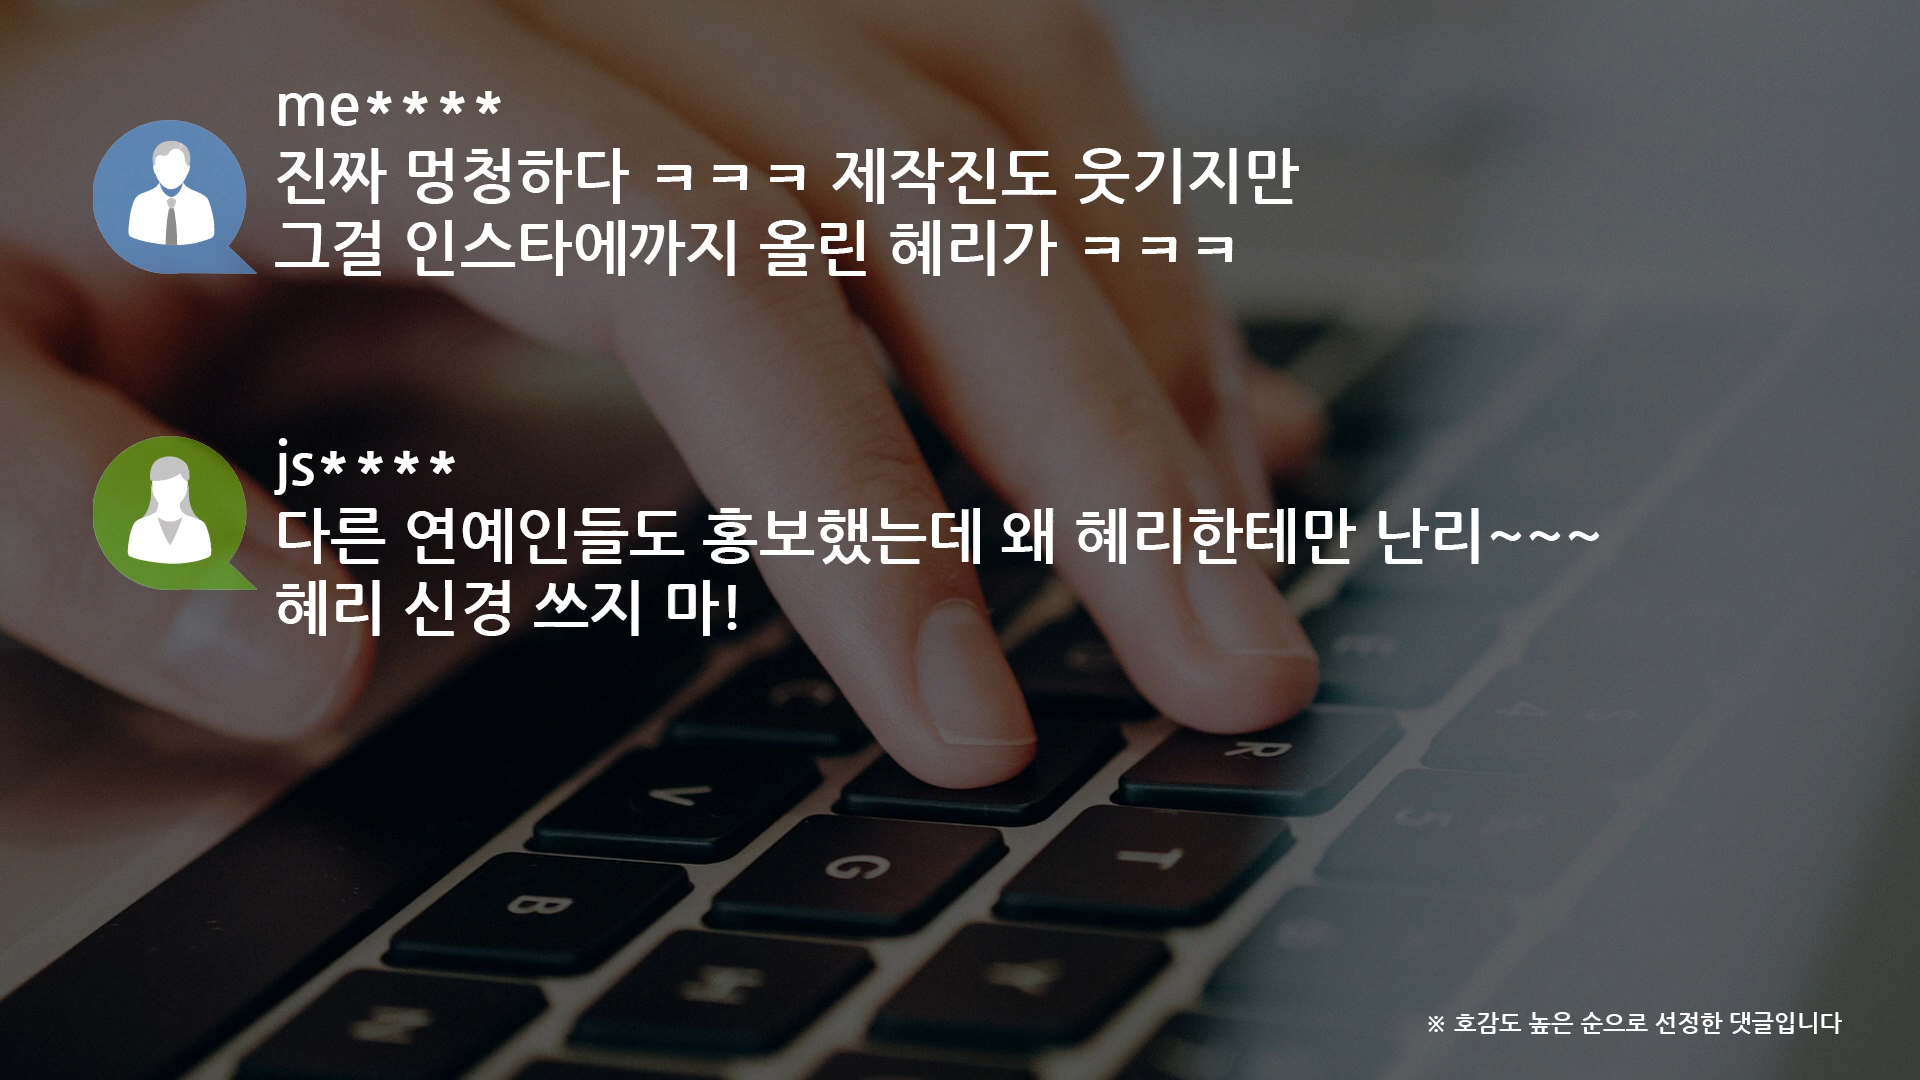 me****
진짜 멍청하다 ㅋㅋㅋ 제작진도 웃기지만
그걸 인스타에까지 올린 혜리가 ㅋㅋㅋ
js****
다른 연예인들도 홍보했는데 왜 혜리한테만 난리~~~
혜리 신경 쓰지 마!
C
V
R
G
T
B
Y
H
N
5
※ 호감도 높은 순으로 선정한 댓글입니다